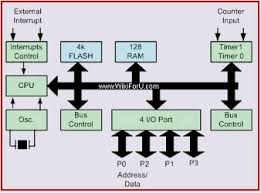 External
Interrupt
Counter
Input
Interrupts
Control
4k
FLASH
128
RAM
Timer1
Timer 0
www.WikiForU.com
CPU
Osc.
Bus
Control
4 I/O Port
Bus
Control
P0 P2 P1 P3
Address/
Data